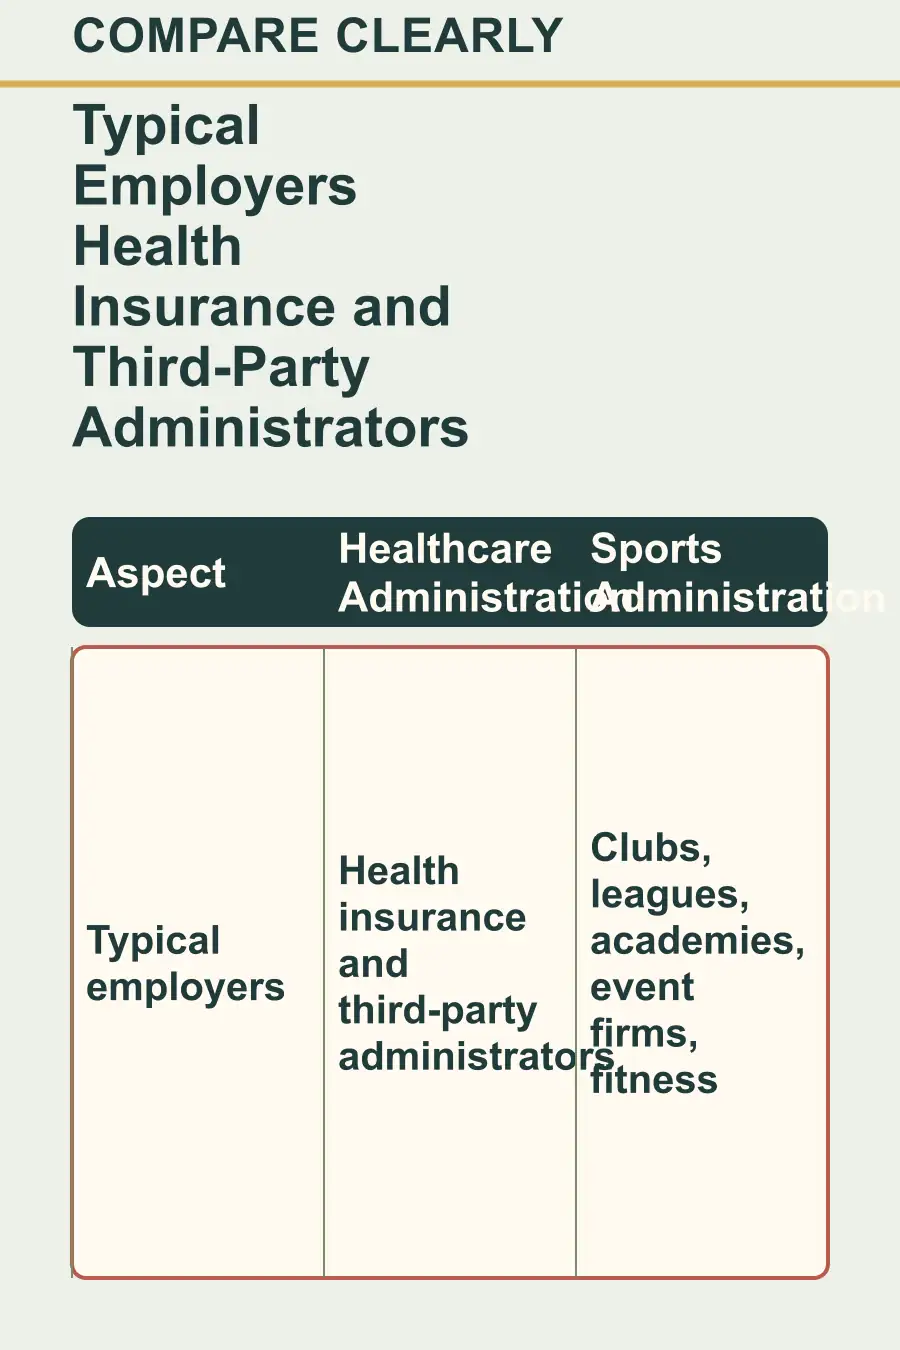 COMPARE CLEARLY
Typical
Employers
Health
Insurance and
Third-Party
Administrators
Aspect
Healthcare
Administration
Sports
Administration
Typical
employers
Health
insurance
and
third-party
administrators
Clubs,
leagues,
academies,
event
firms,
fitness